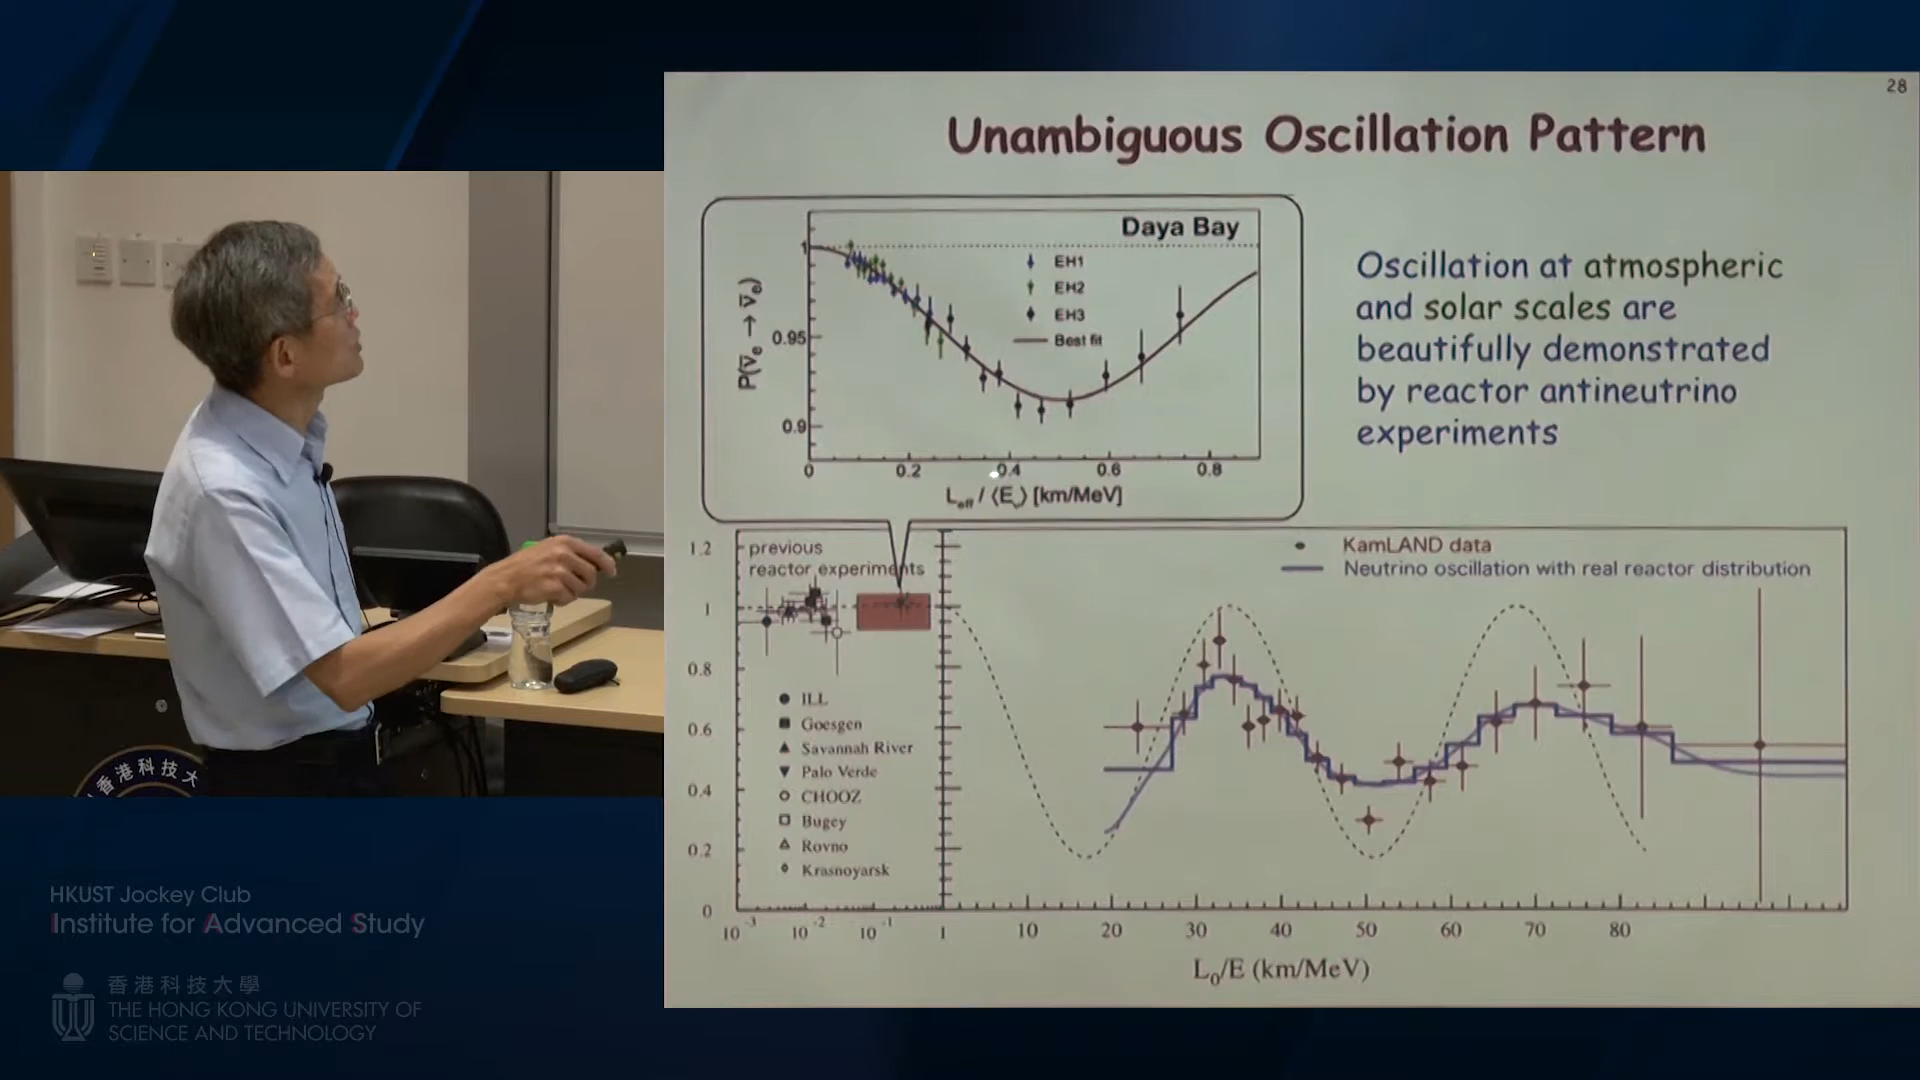 28
Unambiguous Oscillation Pattern
Daya Bay
EH1
EH2
EH3
Best fit
P(ν̅e → ν̅e)
1
0.95
0.9
0 0.2 0.4 0.6 0.8
Leff / ⟨Eν⟩ [km/MeV]
Oscillation at atmospheric
and solar scales are
beautifully demonstrated
by reactor antineutrino
experiments
previous
reactor experiments
KamLAND data
Neutrino oscillation with real reactor distribution
1.2
1
0.8
0.6
0.4
0.2
0
ILL
Goesgen
Savannah River
Palo Verde
CHOOZ
Bugey
Rovno
Krasnoyarsk
10⁻³ 10⁻² 10⁻¹ 1 10 20 30 40 50 60 70 80
L₀/E (km/MeV)
香港科技大
HKUST Jockey Club
Institute for Advanced Study
香港科技大學
THE HONG KONG UNIVERSITY OF
SCIENCE AND TECHNOLOGY